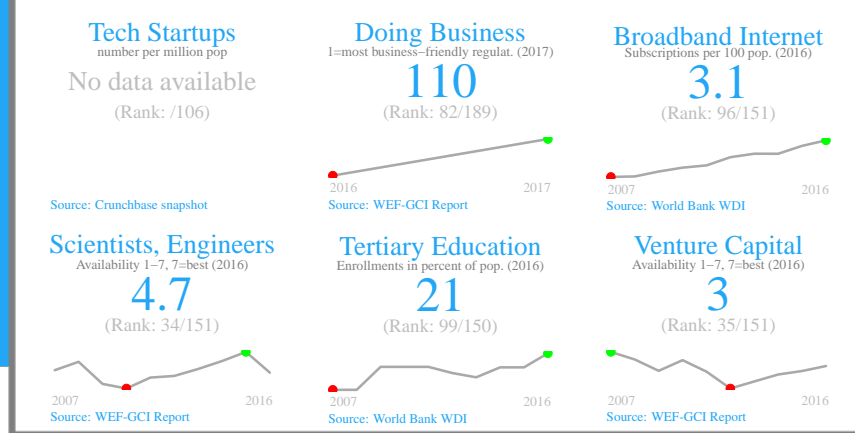 Tech Startups
number per million pop
No data available
(Rank: /106)
Source: Crunchbase snapshot
Doing Business
1=most business−friendly regulat. (2017)
110
(Rank: 82/189)
2016 2017
Source: WEF-GCI Report
Broadband Internet
Subscriptions per 100 pop. (2016)
3.1
(Rank: 96/151)
2007 2016
Source: World Bank WDI
Scientists, Engineers
Availability 1−7, 7=best (2016)
4.7
(Rank: 34/151)
2007 2016
Source: WEF-GCI Report
Tertiary Education
Enrollments in percent of pop. (2016)
21
(Rank: 99/150)
2007 2016
Source: World Bank WDI
Venture Capital
Availability 1−7, 7=best (2016)
3
(Rank: 35/151)
2007 2016
Source: WEF-GCI Report